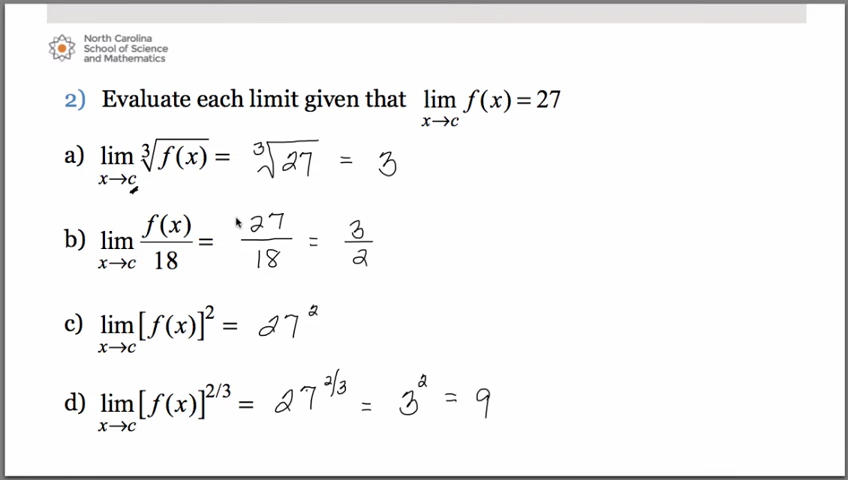 North Carolina
School of Science
and Mathematics
2) Evaluate each limit given that lim x→c f(x) = 27
a) lim x→c ∛f(x) = ∛27 = 3
b) lim x→c f(x)/18 = 27/18 = 3/2
c) lim x→c [f(x)]² = 27²
d) lim x→c [f(x)]^2/3 = 27^2/3 = 3² = 9